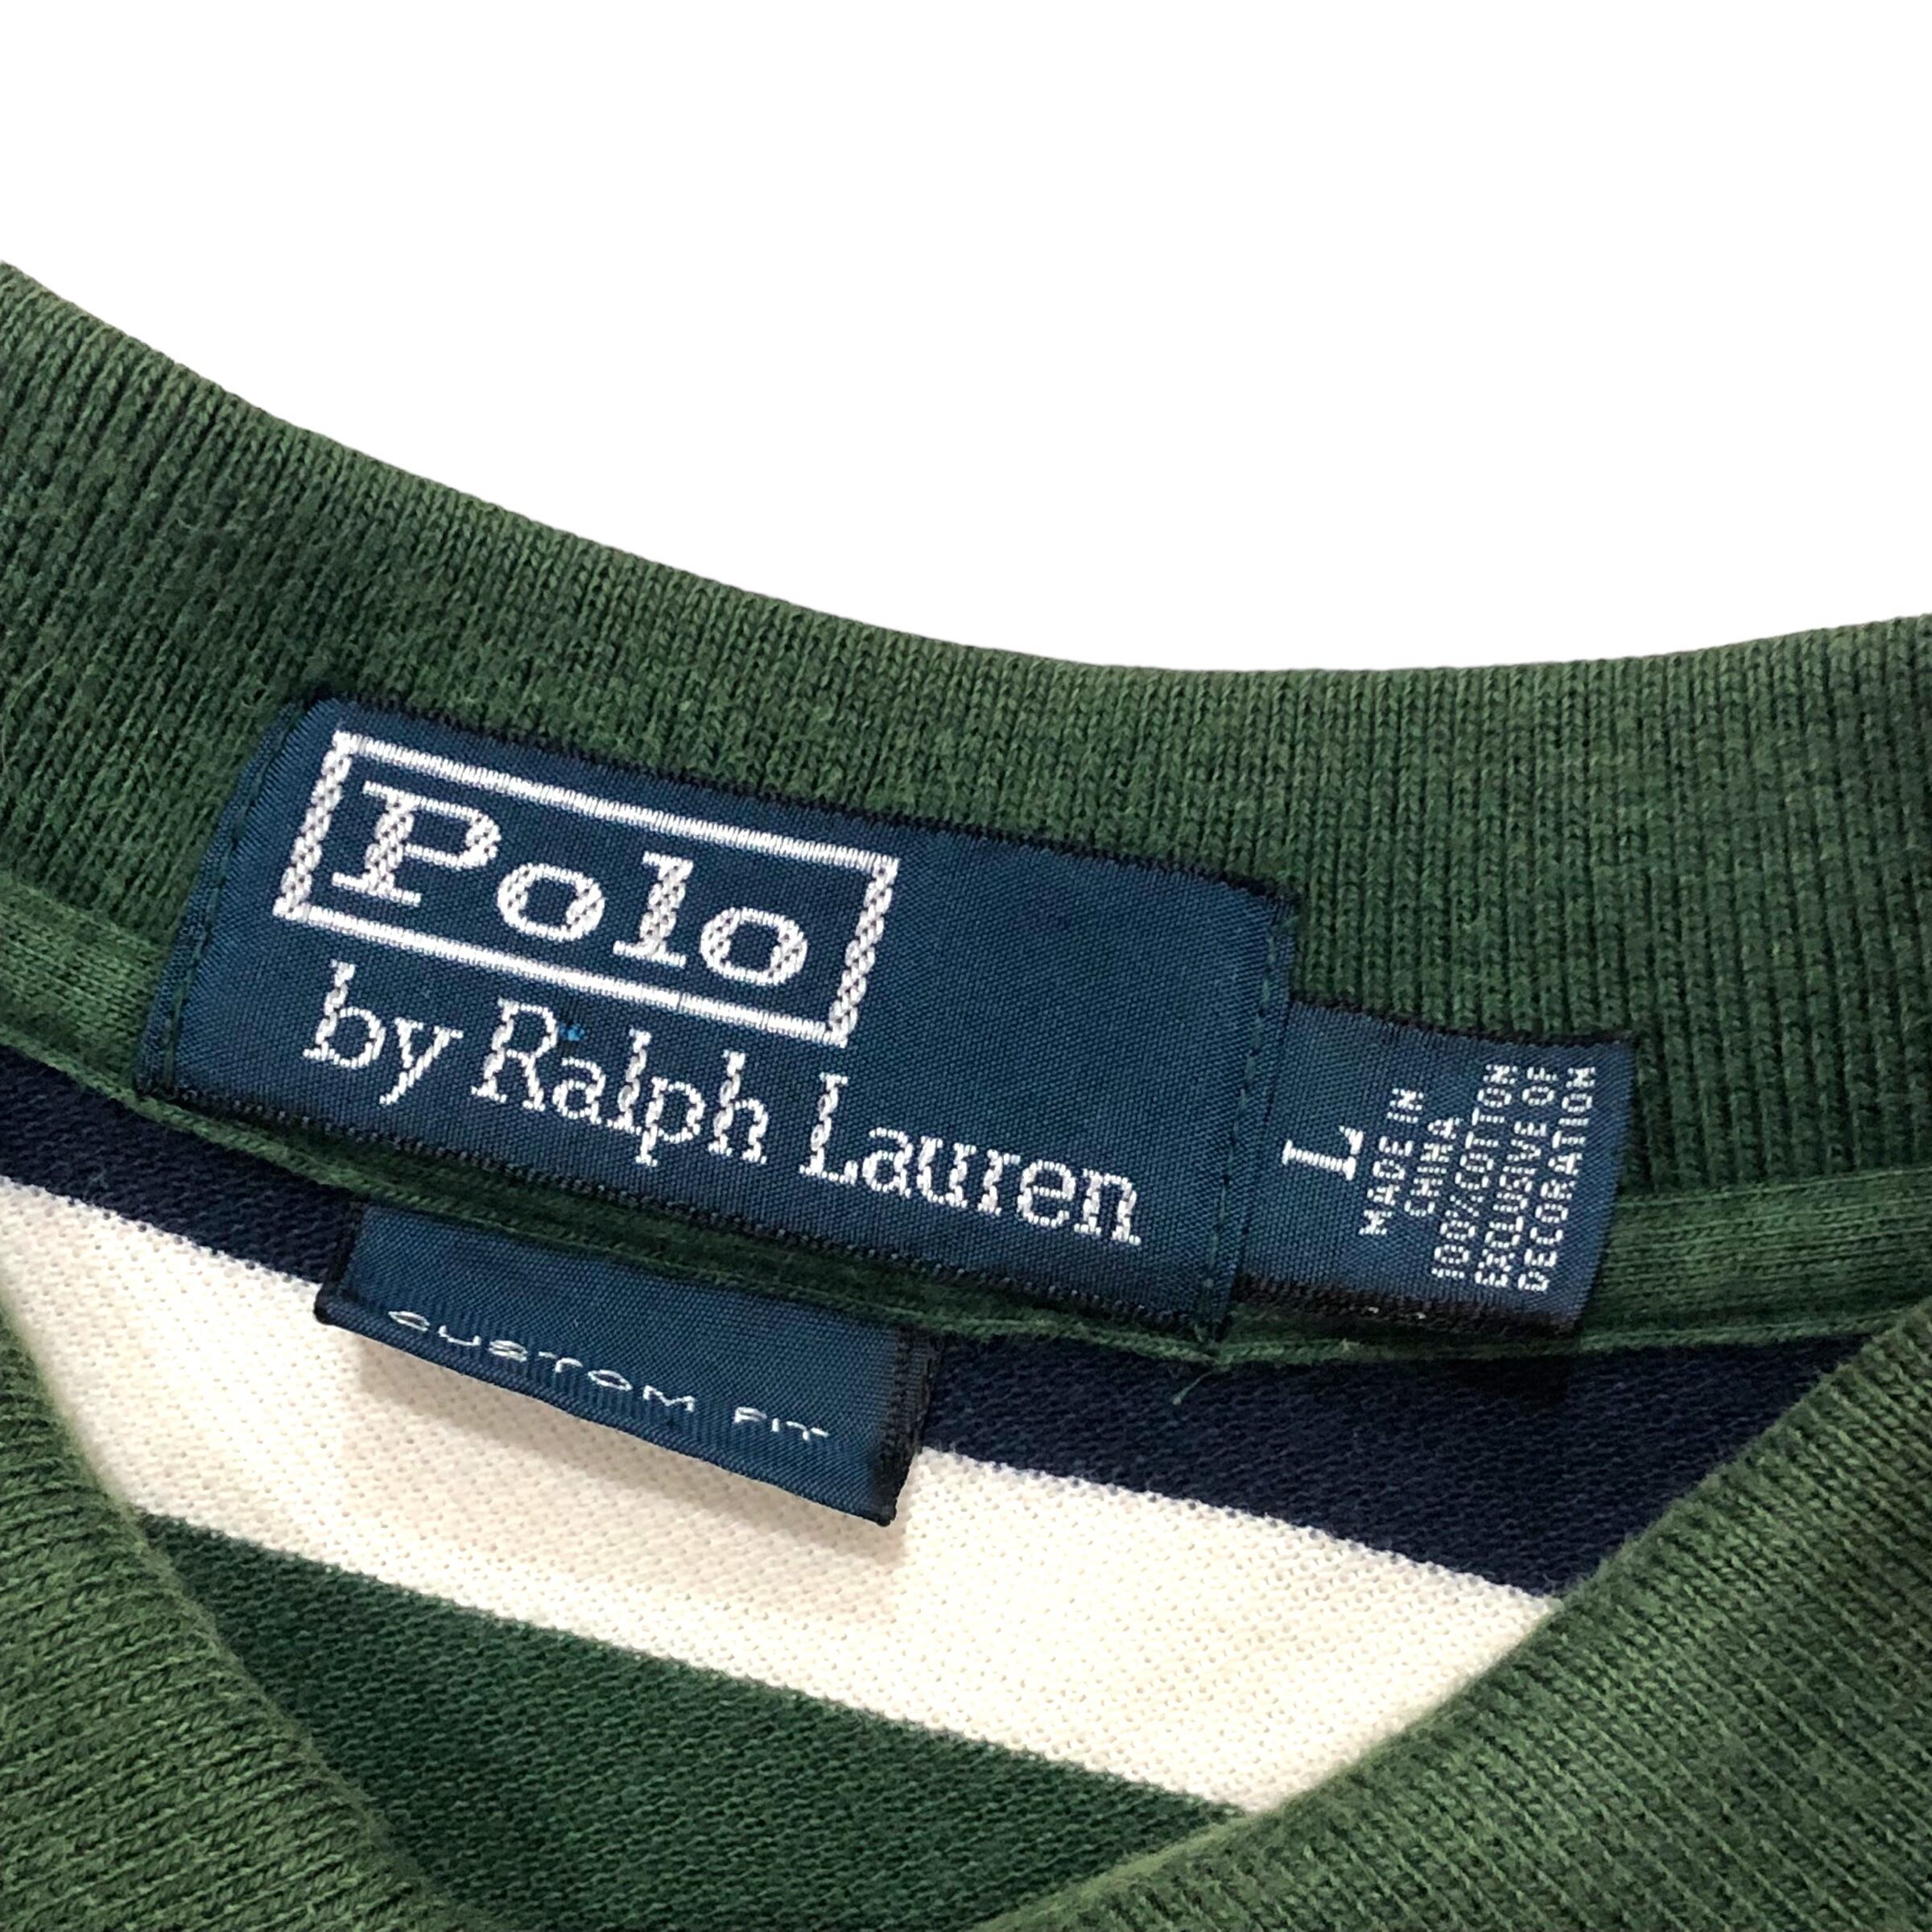 Polo
by Ralph Lauren
L
MADE IN
CHINA
100%COTTON
EXCLUSIVE OF
DECORATION
CUSTOM FIT